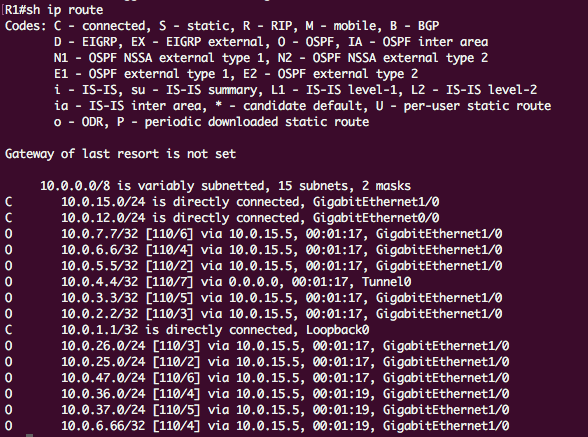 R1#sh ip route
Codes: C - connected, S - static, R - RIP, M - mobile, B - BGP
D - EIGRP, EX - EIGRP external, O - OSPF, IA - OSPF inter area
N1 - OSPF NSSA external type 1, N2 - OSPF NSSA external type 2
E1 - OSPF external type 1, E2 - OSPF external type 2
i - IS-IS, su - IS-IS summary, L1 - IS-IS level-1, L2 - IS-IS level-2
ia - IS-IS inter area, * - candidate default, U - per-user static route
o - ODR, P - periodic downloaded static route
Gateway of last resort is not set
10.0.0.0/8 is variably subnetted, 15 subnets, 2 masks
C 10.0.15.0/24 is directly connected, GigabitEthernet1/0
C 10.0.12.0/24 is directly connected, GigabitEthernet0/0
O 10.0.7.7/32 [110/6] via 10.0.15.5, 00:01:17, GigabitEthernet1/0
O 10.0.6.6/32 [110/4] via 10.0.15.5, 00:01:17, GigabitEthernet1/0
O 10.0.5.5/32 [110/2] via 10.0.15.5, 00:01:17, GigabitEthernet1/0
O 10.0.4.4/32 [110/7] via 0.0.0.0, 00:01:17, Tunnel0
O 10.0.3.3/32 [110/5] via 10.0.15.5, 00:01:17, GigabitEthernet1/0
O 10.0.2.2/32 [110/3] via 10.0.15.5, 00:01:17, GigabitEthernet1/0
C 10.0.1.1/32 is directly connected, Loopback0
O 10.0.26.0/24 [110/3] via 10.0.15.5, 00:01:17, GigabitEthernet1/0
O 10.0.25.0/24 [110/2] via 10.0.15.5, 00:01:17, GigabitEthernet1/0
O 10.0.47.0/24 [110/6] via 10.0.15.5, 00:01:17, GigabitEthernet1/0
O 10.0.36.0/24 [110/4] via 10.0.15.5, 00:01:19, GigabitEthernet1/0
O 10.0.37.0/24 [110/5] via 10.0.15.5, 00:01:19, GigabitEthernet1/0
O 10.0.6.66/32 [110/4] via 10.0.15.5, 00:01:19, GigabitEthernet1/0